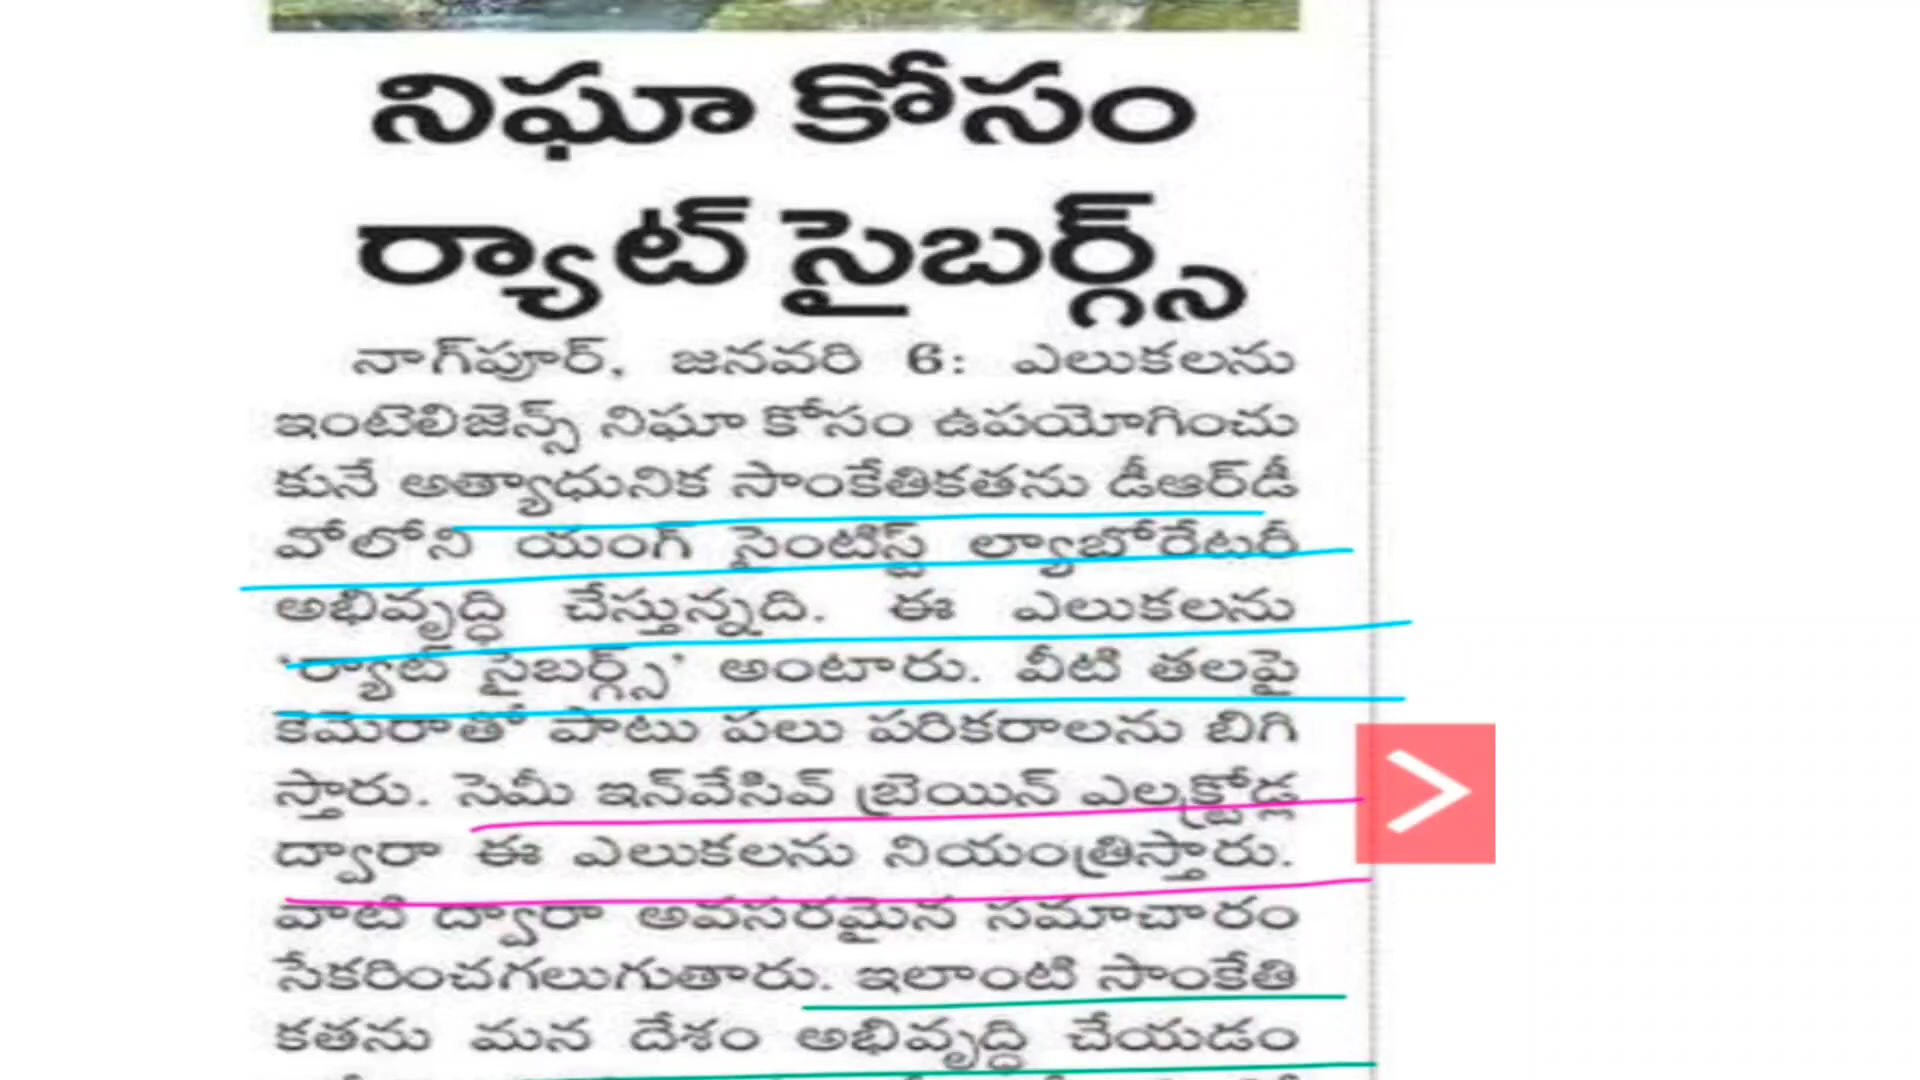 నిఘా కోసం
ర్యాట్ సైబర్గ్స్
నాగ్‌పూర్, జనవరి 6: ఎలుకలను
ఇంటెలిజెన్స్ నిఘా కోసం ఉపయోగించు
కునే అత్యాధునిక సాంకేతికతను డీఆర్‌డీ
వోలోని యంగ్ సైంటిస్ట్ ల్యాబోరేటరీ
అభివృద్ధి చేస్తున్నది. ఈ ఎలుకలను
'ర్యాట్ సైబర్గ్స్' అంటారు. వీటి తలపై
కెమెరాతో పాటు పలు పరికరాలను బిగి
స్తారు. సెమీ ఇన్‌వేసివ్ బ్రెయిన్ ఎలక్ట్రోడ్ల
ద్వారా ఈ ఎలుకలను నియంత్రిస్తారు.
వాటి ద్వారా అవసరమైన సమాచారం
సేకరించగలుగుతారు. ఇలాంటి సాంకేతి
కతను మన దేశం అభివృద్ధి చేయడం